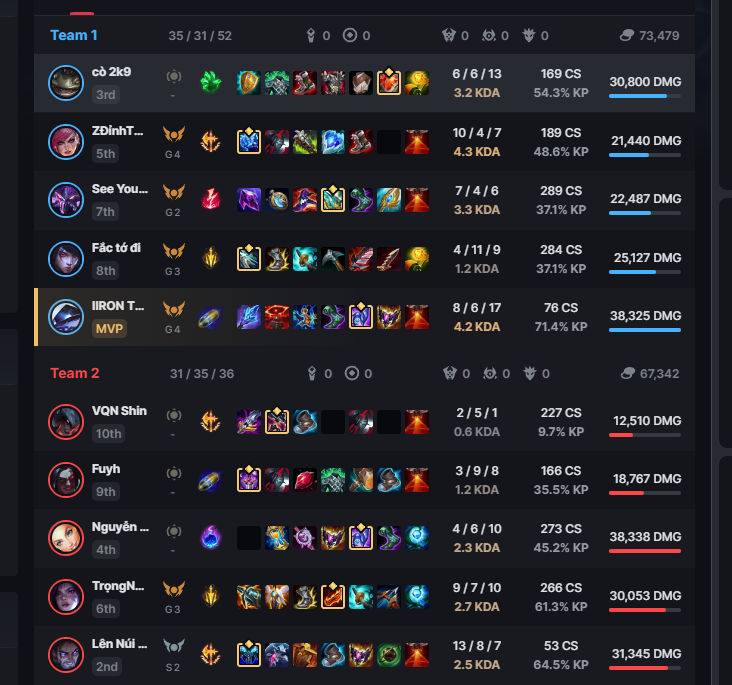 Team 1 35 / 31 / 52 0 0 0 0 0 73,479
cò 2k9 6 / 6 / 13 169 CS 30,800 DMG
3rd - 3.2 KDA 54.3% KP
ZĐỉnhT... 10 / 4 / 7 189 CS 21,440 DMG
5th G 4 4.3 KDA 48.6% KP
See You... 7 / 4 / 6 289 CS 22,487 DMG
7th G 2 3.3 KDA 37.1% KP
Fắc tớ đi 4 / 11 / 9 284 CS 25,127 DMG
8th G 3 1.2 KDA 37.1% KP
IIRON T... 8 / 6 / 17 76 CS 38,325 DMG
MVP G 4 4.2 KDA 71.4% KP
Team 2 31 / 35 / 36 0 0 0 0 0 67,342
VQN Shin 2 / 5 / 1 227 CS 12,510 DMG
10th - 0.6 KDA 9.7% KP
Fuyh 3 / 9 / 8 166 CS 18,767 DMG
9th - 1.2 KDA 35.5% KP
Nguyễn ... 4 / 6 / 10 273 CS 38,338 DMG
4th - 2.3 KDA 45.2% KP
TrọngN... 9 / 7 / 10 266 CS 30,053 DMG
6th G 3 2.7 KDA 61.3% KP
Lên Núi ... 13 / 8 / 7 53 CS 31,345 DMG
2nd S 2 2.5 KDA 64.5% KP